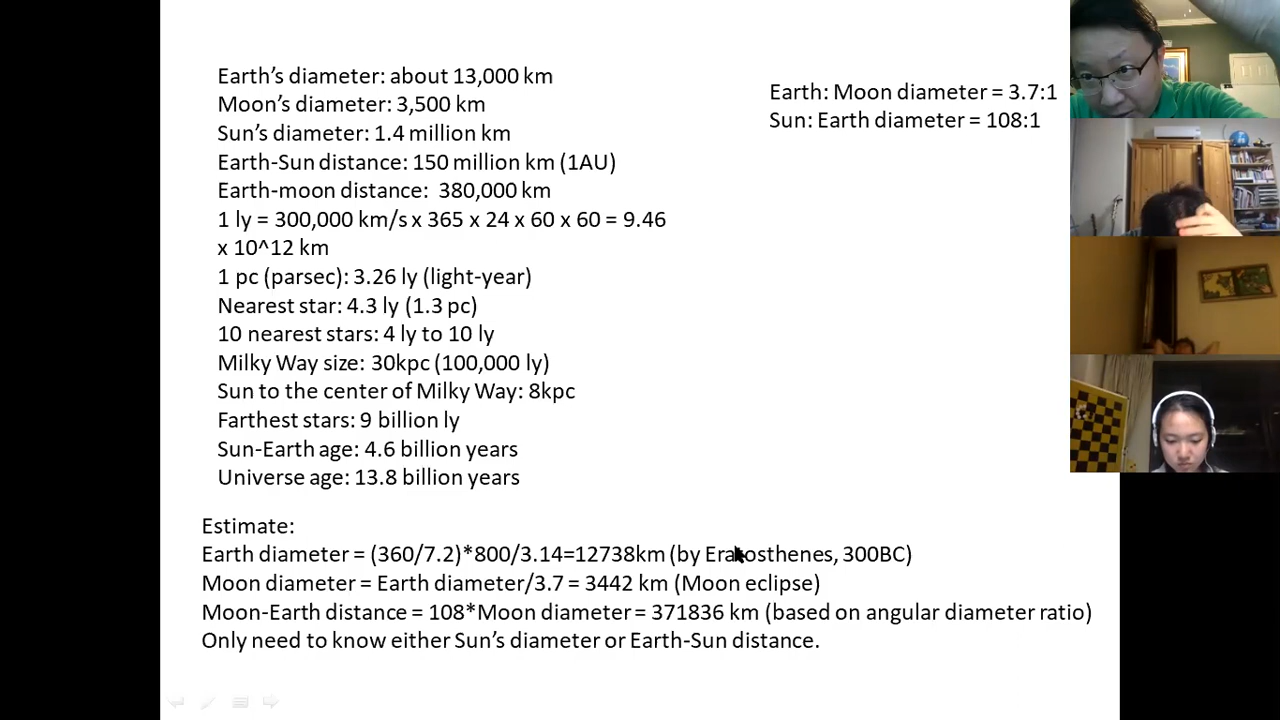 Earth's diameter: about 13,000 km
Moon's diameter: 3,500 km
Sun's diameter: 1.4 million km
Earth-Sun distance: 150 million km (1AU)
Earth-moon distance:  380,000 km
1 ly = 300,000 km/s x 365 x 24 x 60 x 60 = 9.46
x 10^12 km
1 pc (parsec): 3.26 ly (light-year)
Nearest star: 4.3 ly (1.3 pc)
10 nearest stars: 4 ly to 10 ly
Milky Way size: 30kpc (100,000 ly)
Sun to the center of Milky Way: 8kpc
Farthest stars: 9 billion ly
Sun-Earth age: 4.6 billion years
Universe age: 13.8 billion years
Earth: Moon diameter = 3.7:1
Sun: Earth diameter = 108:1
Estimate:
Earth diameter = (360/7.2)*800/3.14=12738km (by Eratosthenes, 300BC)
Moon diameter = Earth diameter/3.7 = 3442 km (Moon eclipse)
Moon-Earth distance = 108*Moon diameter = 371836 km (based on angular diameter ratio)
Only need to know either Sun's diameter or Earth-Sun distance.